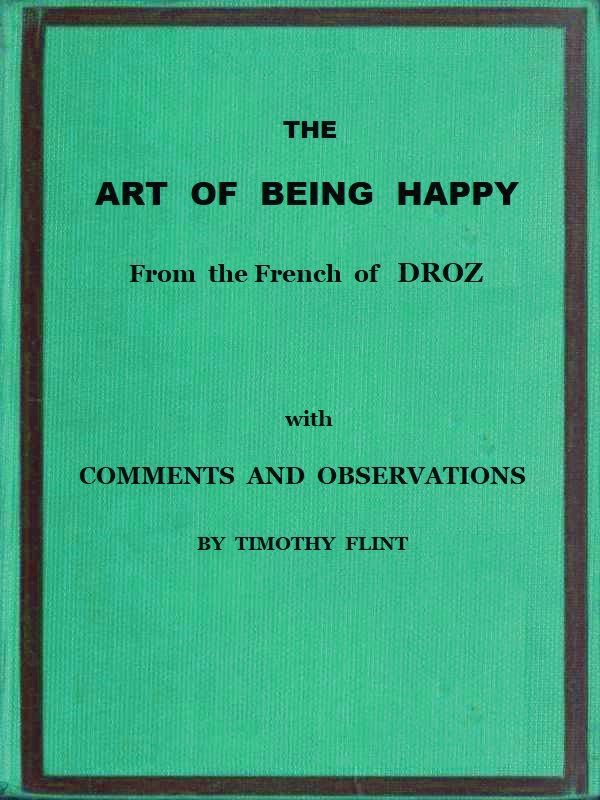 THE
ART OF BEING HAPPY
From the French of DROZ
with
COMMENTS AND OBSERVATIONS
BY TIMOTHY FLINT